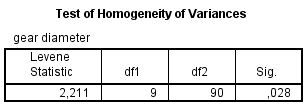 Test of Homogeneity of Variances
gear diameter
Levene
Statistic df1 df2 Sig.
2,211 9 90 ,028